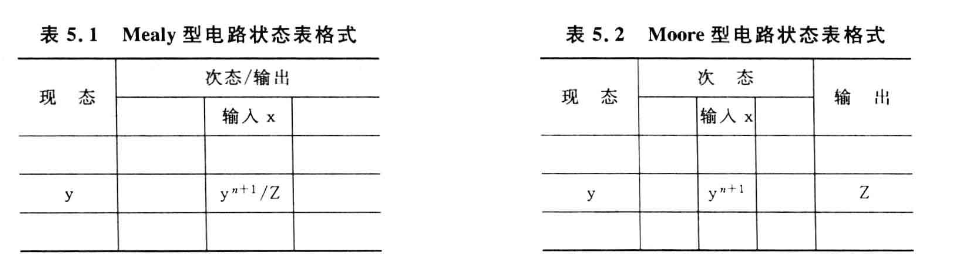 表 5.1 Mealy 型电路状态表格式
现 态
次态/输出
输入 x
y
yⁿ⁺¹/Z
表 5.2 Moore 型电路状态表格式
现 态
次 态
输 出
输入 x
y
yⁿ⁺¹
Z